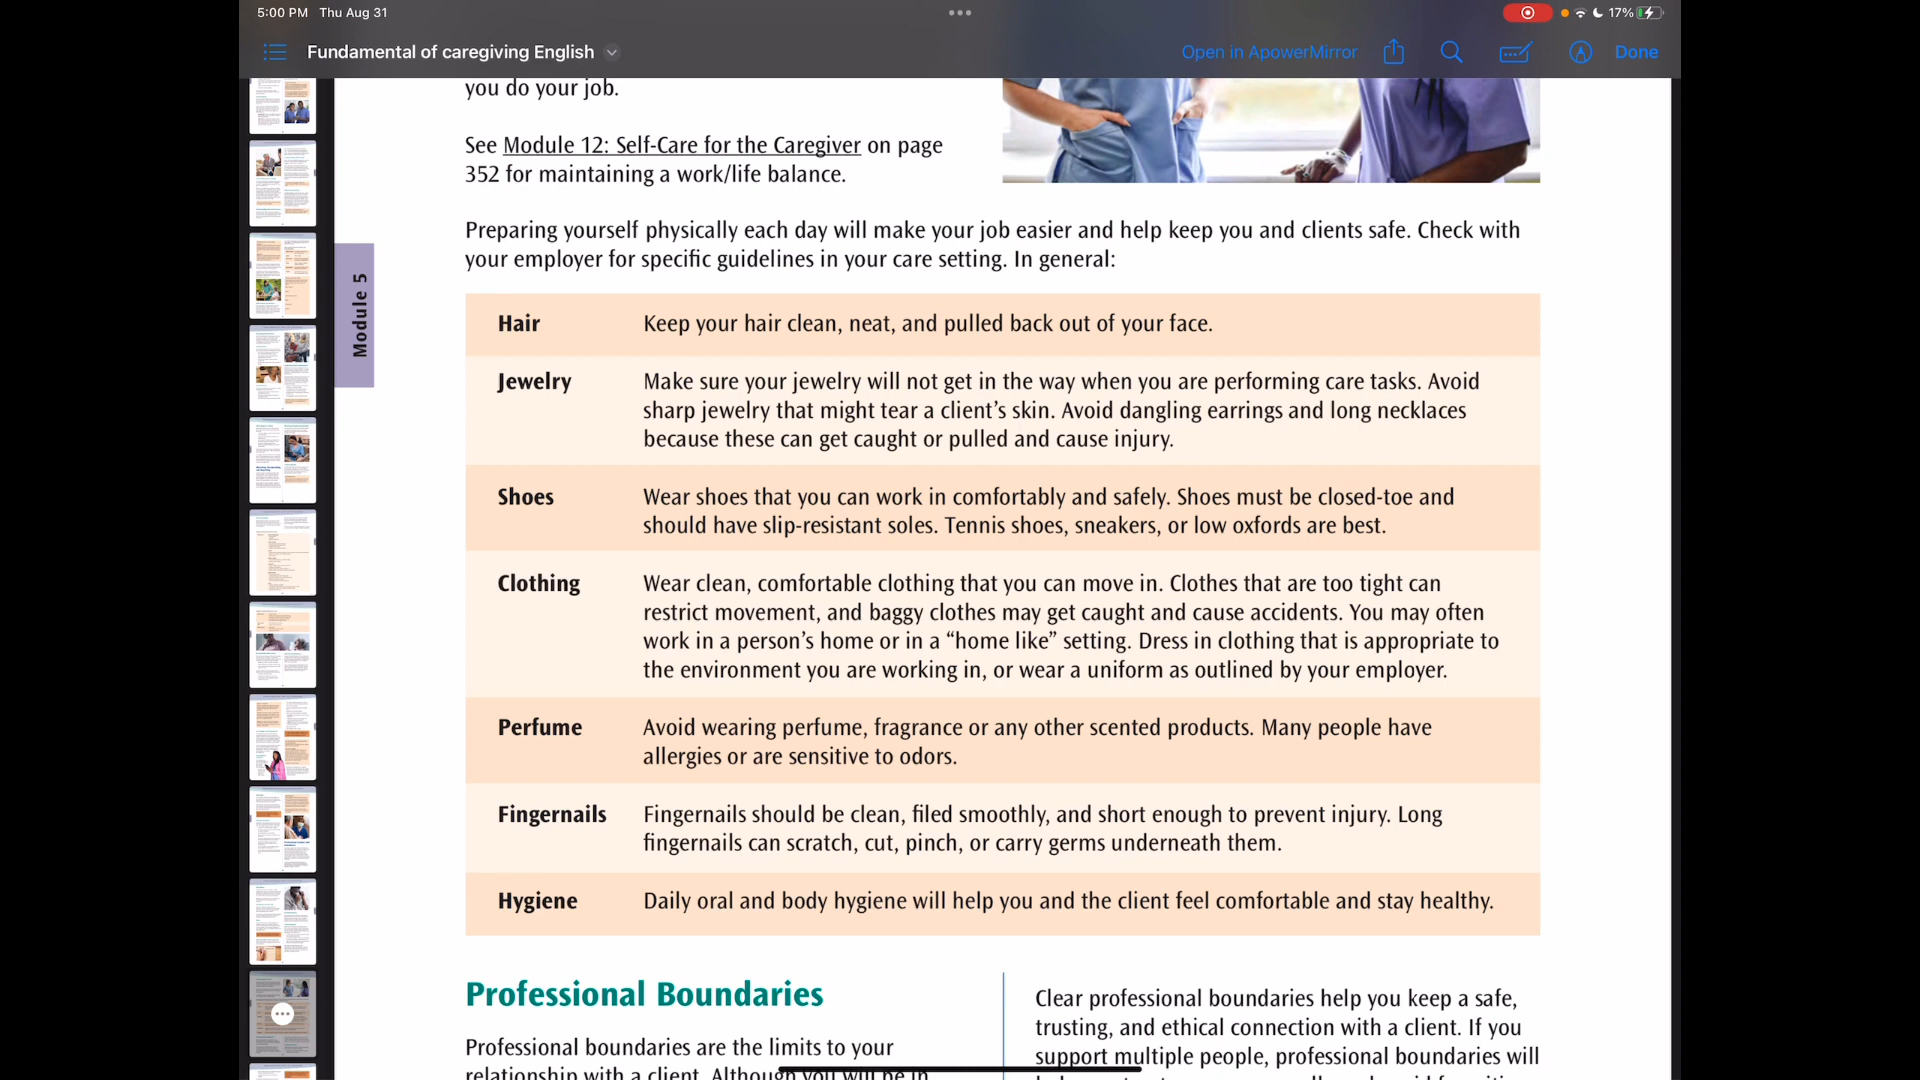 5:00 PM Thu Aug 31
17%
Fundamental of caregiving English
Open in ApowerMirror
Done
you do your job.
See Module 12: Self-Care for the Caregiver on page
352 for maintaining a work/life balance.
Module 5
Preparing yourself physically each day will make your job easier and help keep you and clients safe. Check with
your employer for specific guidelines in your care setting. In general:
Hair
Keep your hair clean, neat, and pulled back out of your face.
Jewelry
Make sure your jewelry will not get in the way when you are performing care tasks. Avoid
sharp jewelry that might tear a client’s skin. Avoid dangling earrings and long necklaces
because these can get caught or pulled and cause injury.
Shoes
Wear shoes that you can work in comfortably and safely. Shoes must be closed-toe and
should have slip-resistant soles. Tennis shoes, sneakers, or low oxfords are best.
Clothing
Wear clean, comfortable clothing that you can move in. Clothes that are too tight can
restrict movement, and baggy clothes may get caught and cause accidents. You may often
work in a person’s home or in a “home like” setting. Dress in clothing that is appropriate to
the environment you are working in, or wear a uniform as outlined by your employer.
Perfume
Avoid wearing perfume, fragrance or any other scented products. Many people have
allergies or are sensitive to odors.
Fingernails
Fingernails should be clean, filed smoothly, and short enough to prevent injury. Long
fingernails can scratch, cut, pinch, or carry germs underneath them.
Hygiene
Daily oral and body hygiene will help you and the client feel comfortable and stay healthy.
Professional Boundaries
Professional boundaries are the limits to your
relationship with a client. Although you will be in
Clear professional boundaries help you keep a safe,
trusting, and ethical connection with a client. If you
support multiple people, professional boundaries will